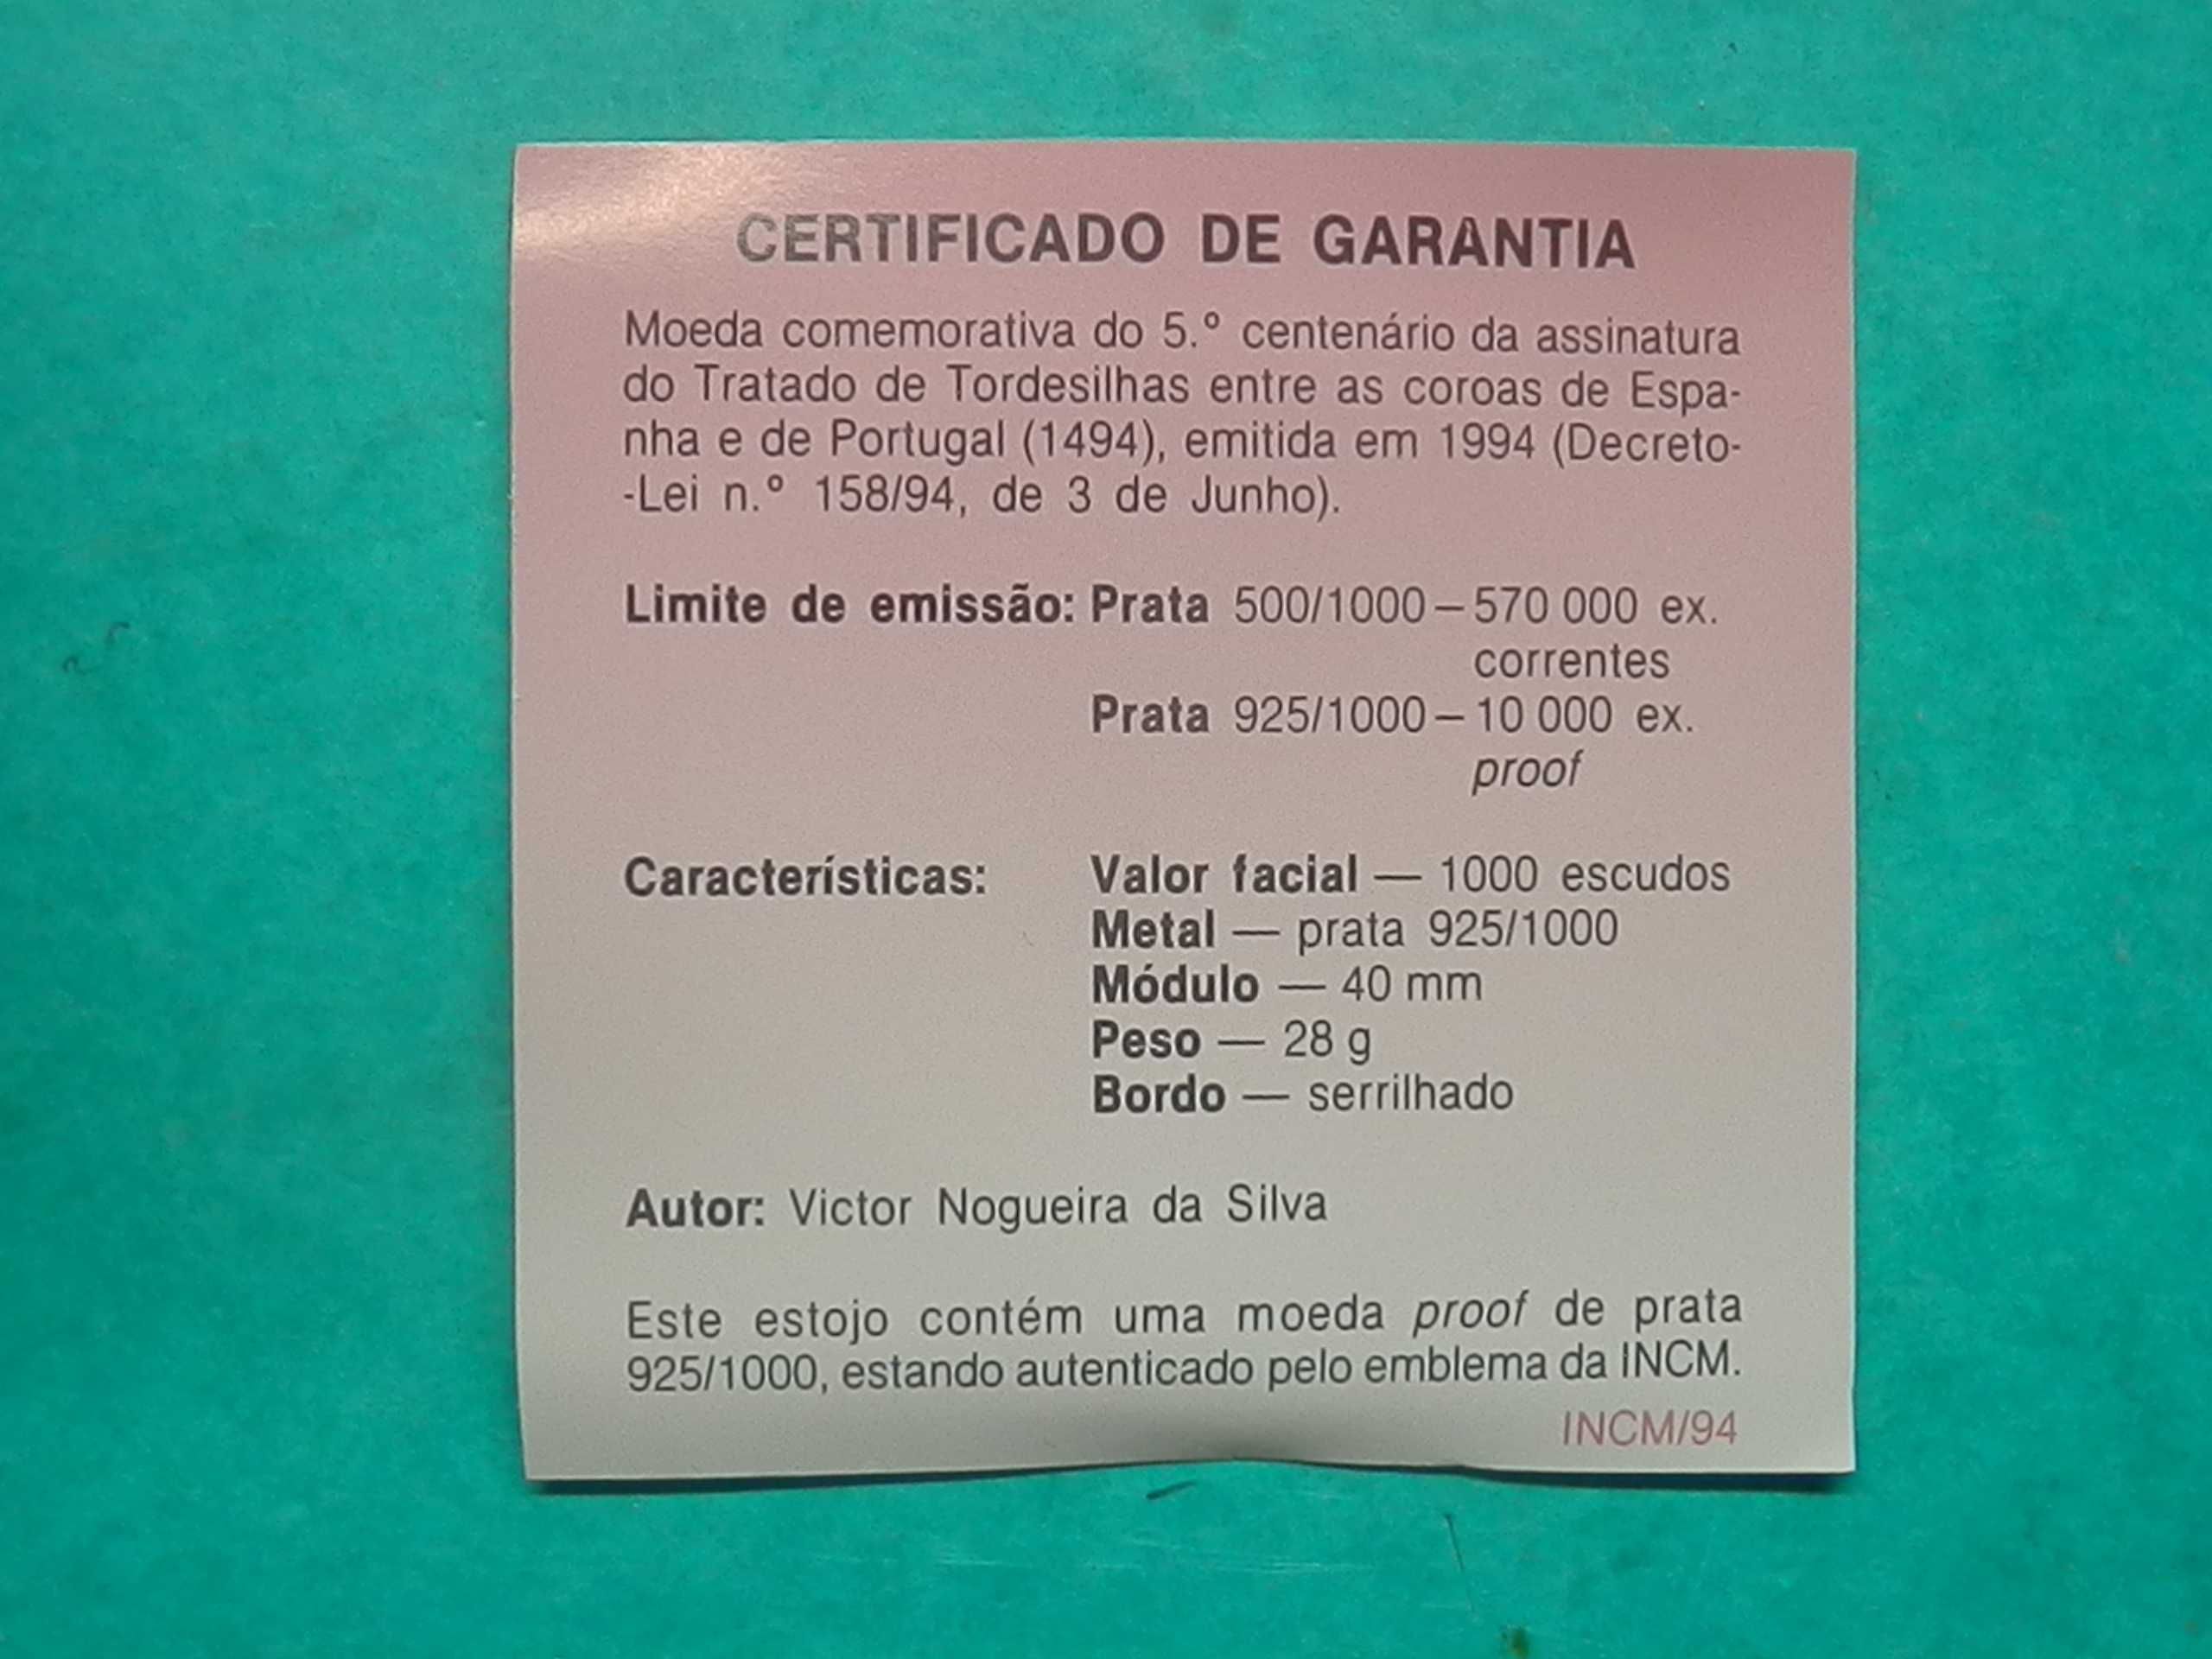 CERTIFICADO DE GARANTIA
Moeda comemorativa do 5.º centenário da assinatura
do Tratado de Tordesilhas entre as coroas de Espa-
nha e de Portugal (1494), emitida em 1994 (Decreto-
-Lei n.º 158/94, de 3 de Junho).
Limite de emissão: Prata 500/1000 – 570 000 ex.
correntes
Prata 925/1000 – 10 000 ex.
proof
Características: Valor facial — 1000 escudos
Metal — prata 925/1000
Módulo — 40 mm
Peso — 28 g
Bordo — serrilhado
Autor: Victor Nogueira da Silva
Este estojo contém uma moeda proof de prata
925/1000, estando autenticado pelo emblema da INCM.
INCM/94